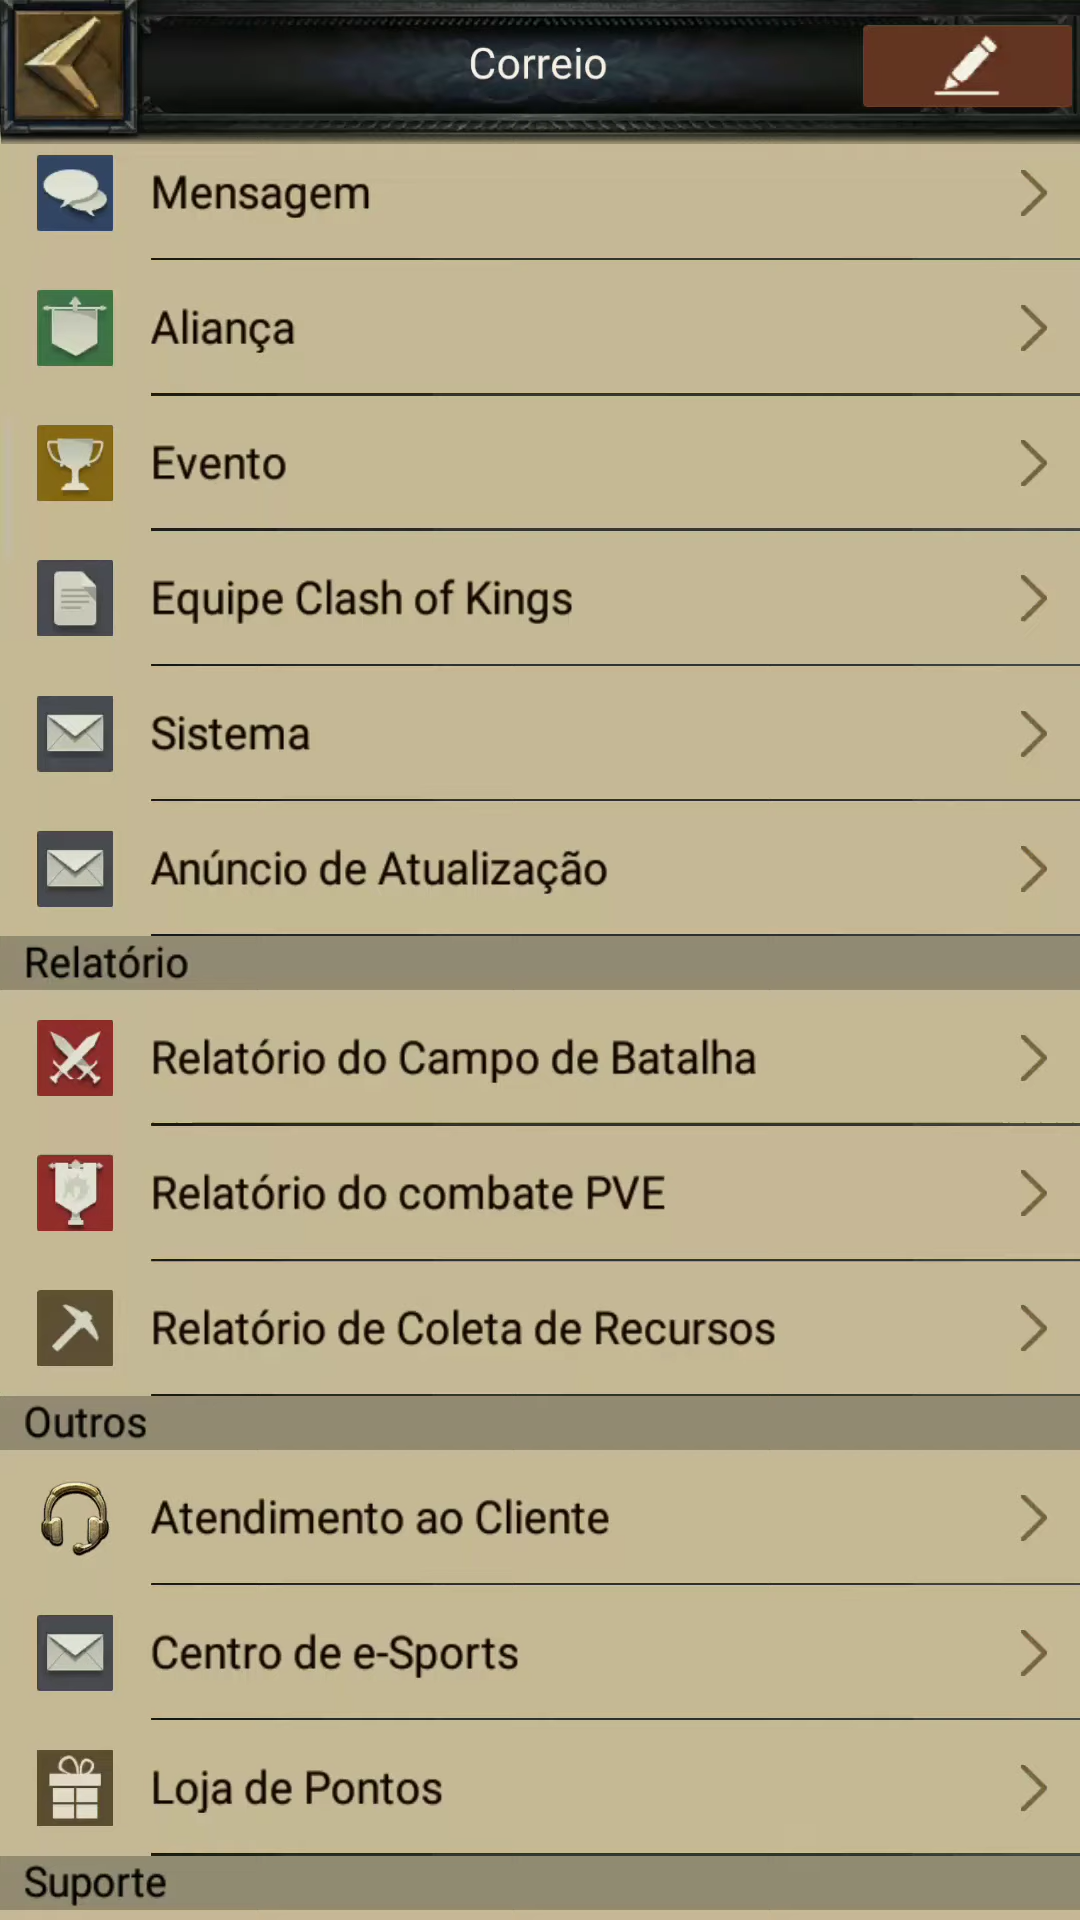 Correio
Mensagem
Aliança
Evento
Equipe Clash of Kings
Sistema
Anúncio de Atualização
Relatório
Relatório do Campo de Batalha
Relatório do combate PVE
Relatório de Coleta de Recursos
Outros
Atendimento ao Cliente
Centro de e-Sports
Loja de Pontos
Suporte